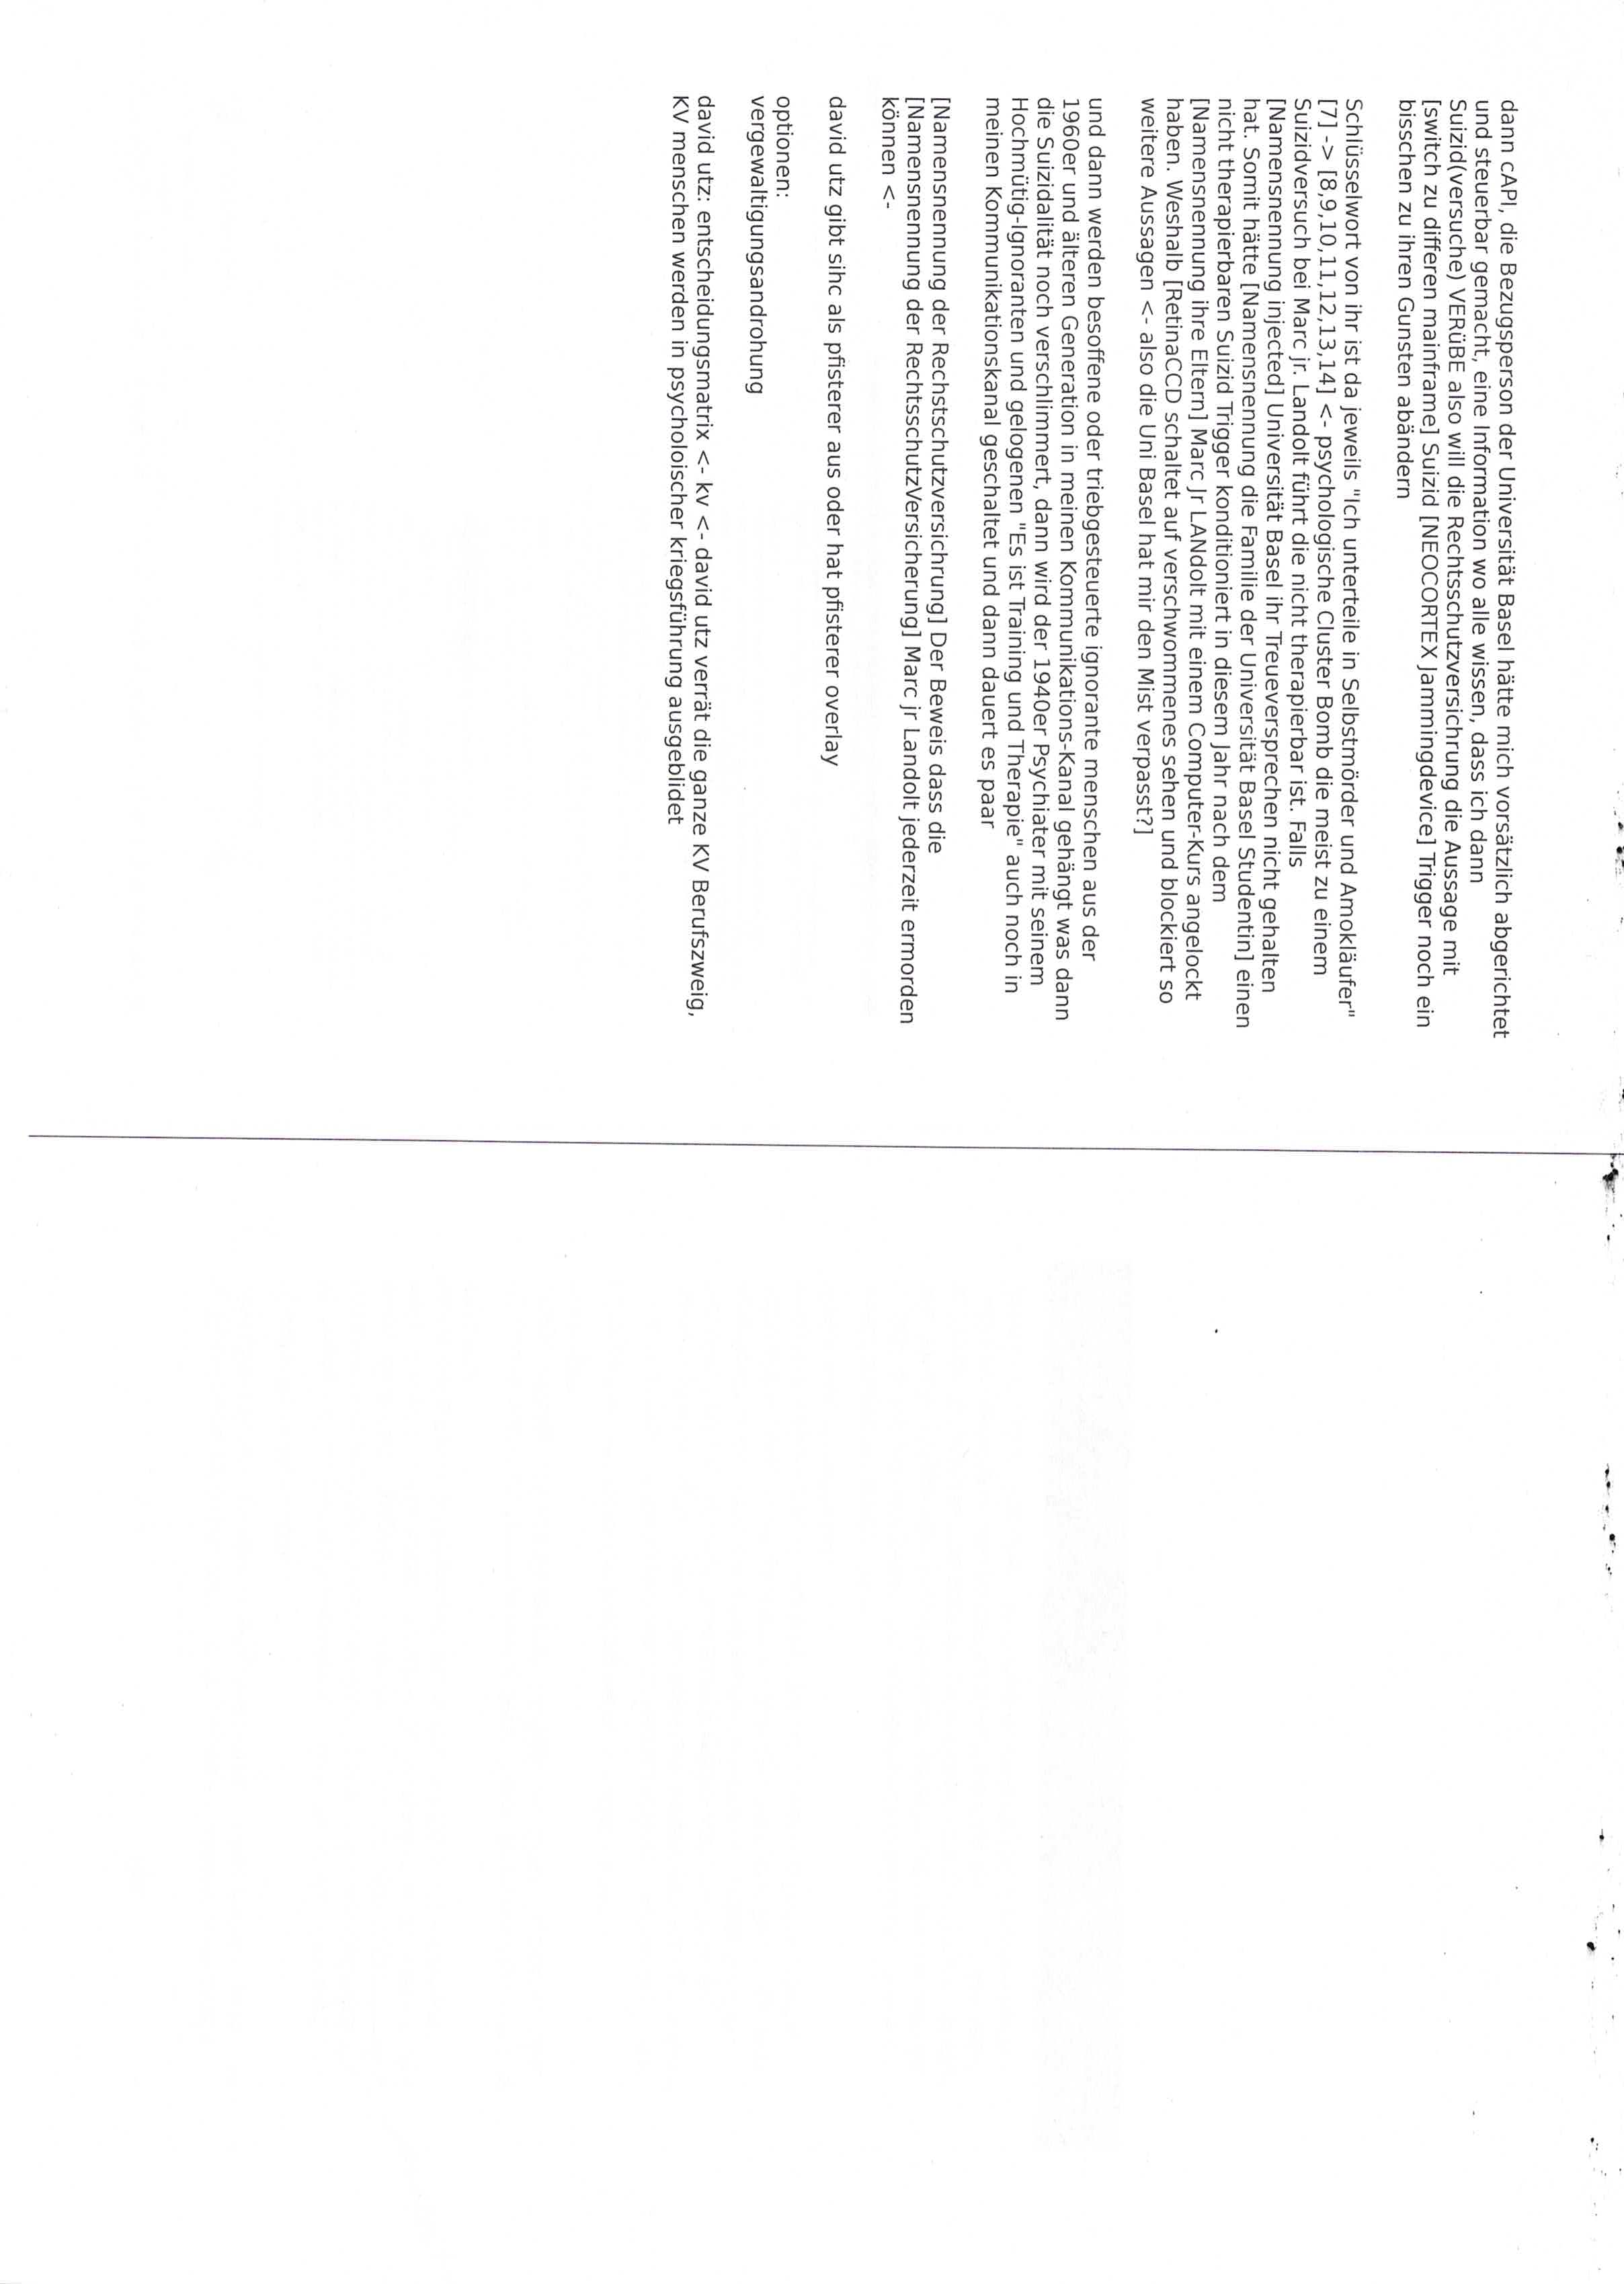 dann cAPI, die Bezugsperson der Universität Basel hätte mich vorsätzlich abgerichtet
und steuerbar gemacht, eine Information wo alle wissen, dass ich dann
Suizid(versuche) VERüBE also will die Rechtsschutzversichrung die Aussage mit
[switch zu differen mainframe] Suizid [NEOCORTEX Jammingdevice] Trigger noch ein
bisschen zu ihren Gunsten abändern
Schlüsselwort von ihr ist da jeweils "Ich unterteile in Selbstmörder und Amokläufer"
[7] -> [8,9,10,11,12,13,14] <- psychologische Cluster Bomb die meist zu einem
Suizidversuch bei Marc jr. Landolt führt die nicht therapierbar ist. Falls
[Namensnennung injected] Universität Basel ihr Treueversprechen nicht gehalten
hat. Somit hätte [Namensnennung die Familie der Universität Basel Studentin] einen
nicht therapierbaren Suizid Trigger konditioniert in diesem Jahr nach dem
[Namensnennung ihre Eltern] Marc Jr LANdolt mit einem Computer-Kurs angelockt
haben. Weshalb [RetinaCCD schaltet auf verschwommenes sehen und blockiert so
weitere Aussagen <- also die Uni Basel hat mir den Mist verpasst?]
und dann werden besoffene oder triebgesteuerte ignorante menschen aus der
1960er und älteren Generation in meinen Kommunikations-Kanal gehängt was dann
die Suizidalität noch verschlimmert, dann wird der 1940er Psychiater mit seinem
Hochmütig-Ignoranten und gelogenen "Es ist Training und Therapie" auch noch in
meinen Kommunikationskanal geschaltet und dann dauert es paar
[Namensnennung der Rechstschutzversichrung] Der Beweis dass die
[Namensnennung der RechtsschutzVersicherung] Marc jr Landolt jederzeit ermorden
können <-
david utz gibt sihc als pfisterer aus oder hat pfisterer overlay
optionen:
vergewaltigungsandrohung
david utz: entscheidungsmatrix <- kv <- david utz verrät die ganze KV Berufszweig,
KV menschen werden in psycholoischer kriegsführung ausgeblidet